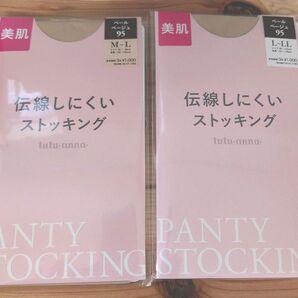 美肌
ペール
ベージュ
95
M-L
伝線しにくい
ストッキング
tutu-anna
PANTY
STOCKING
美肌
ペール
ベージュ
95
L-LL
伝線しにくい
ストッキング
tutu-anna
PANTY
STOCKING